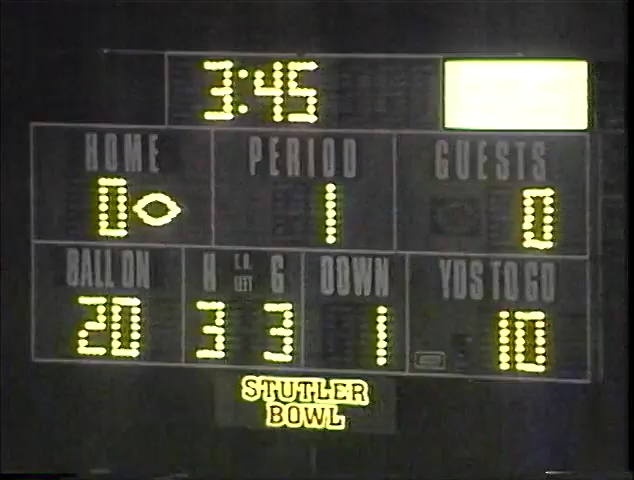 3:45
HOME PERIOD GUESTS
0 1 0
BALL ON H T.O. LEFT G DOWN YDS TO GO
20 3 3 1 10
STUTLER
BOWL